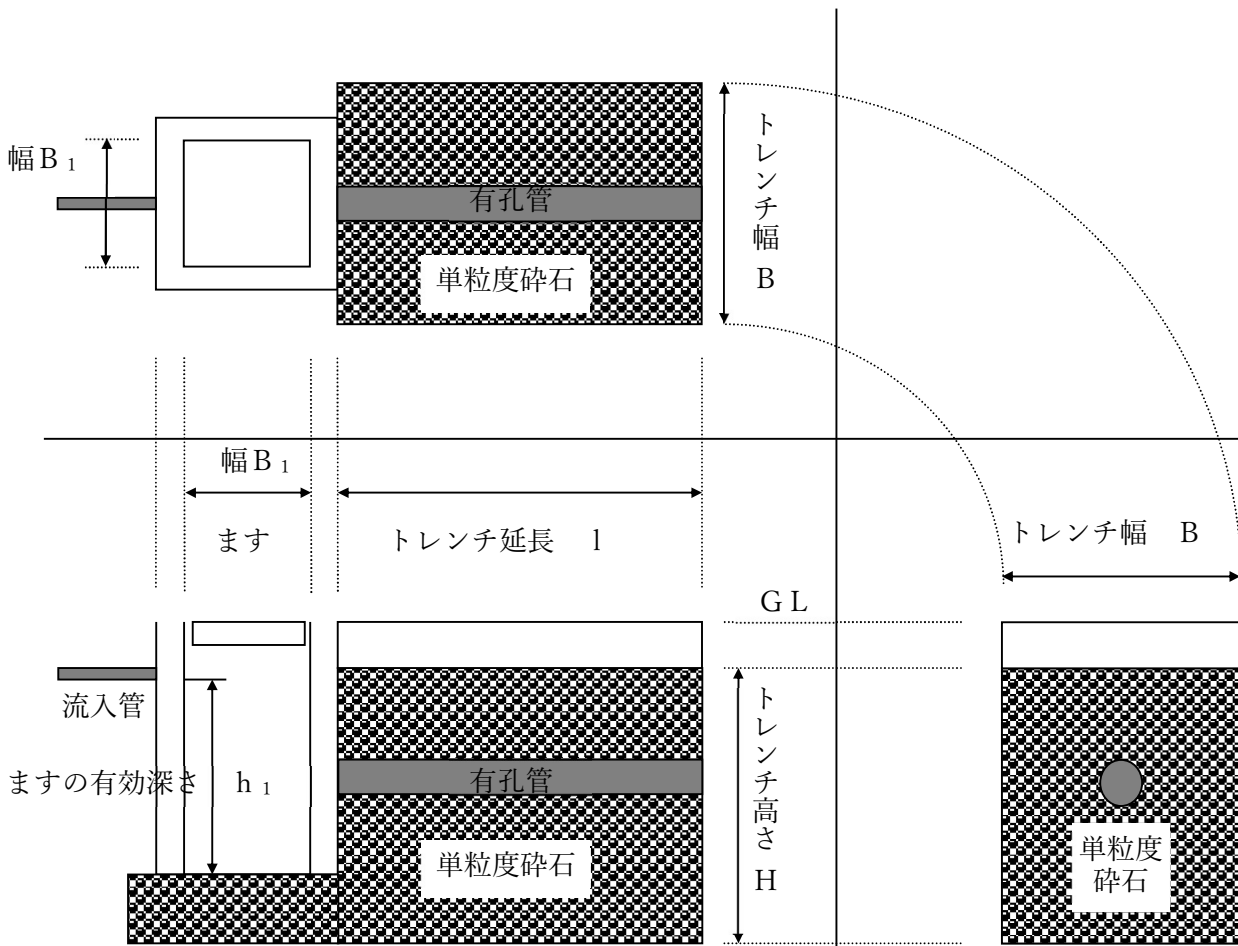 幅B₁
有孔管
単粒度砕石
トレンチ幅 B
幅B₁
ます
トレンチ延長 l
トレンチ幅 B
GL
流入管
ますの有効深さ h₁
有孔管
単粒度砕石
トレンチ高さ H
単粒度
砕石